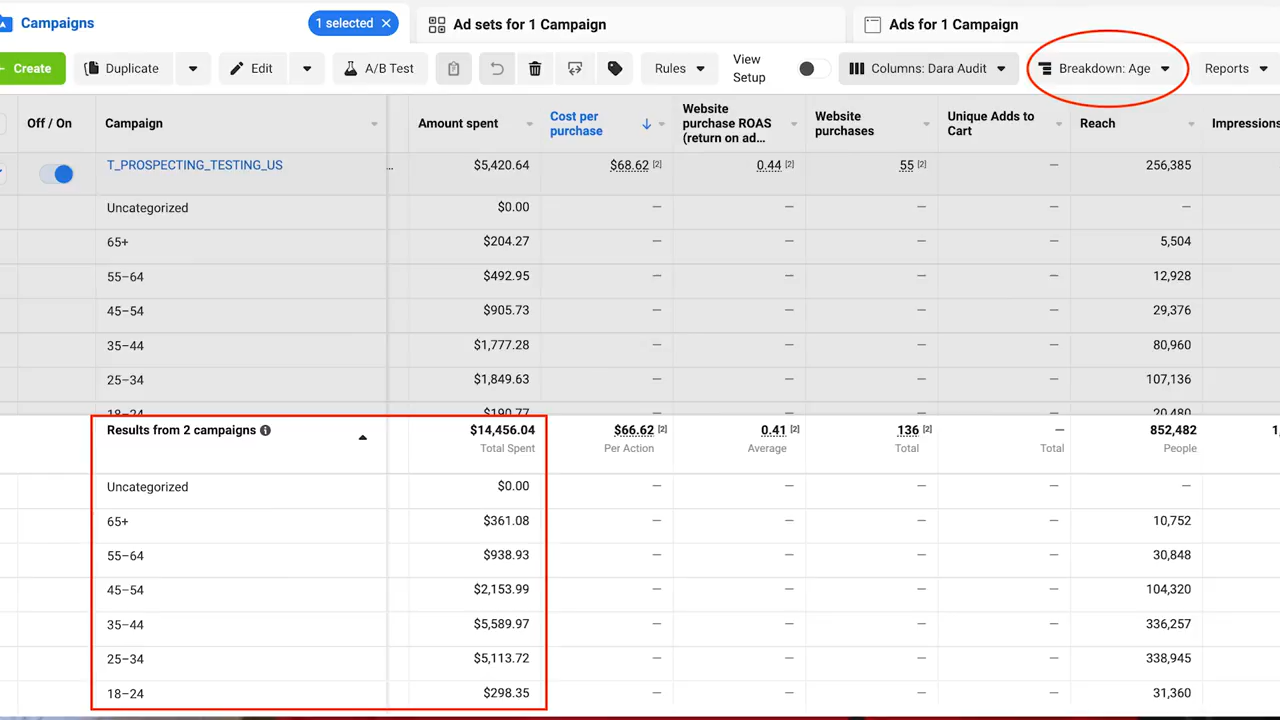 Campaigns
1 selected ×
Ad sets for 1 Campaign
Ads for 1 Campaign
Create
Duplicate
Edit
A/B Test
Rules
View Setup
Columns: Dara Audit
Breakdown: Age
Reports
Off / On Campaign Amount spent Cost per purchase Website purchase ROAS (return on ad... Website purchases Unique Adds to Cart Reach Impressions
T_PROSPECTING_TESTING_US ... $5,420.64 $68.62 [2] 0.44 [2] 55 [2] — 256,385
Uncategorized $0.00 — — — — —
65+ $204.27 — — — — 5,504
55–64 $492.95 — — — — 12,928
45–54 $905.73 — — — — 29,376
35–44 $1,777.28 — — — — 80,960
25–34 $1,849.63 — — — — 107,136
18–24 $190.77 — — — — 20,480
Results from 2 campaigns $14,456.04 $66.62 [2] 0.41 [2] 136 [2] — 852,482 1,
Total Spent Per Action Average Total Total People
Uncategorized $0.00 — — — — —
65+ $361.08 — — — — 10,752
55–64 $938.93 — — — — 30,848
45–54 $2,153.99 — — — — 104,320
35–44 $5,589.97 — — — — 336,257
25–34 $5,113.72 — — — — 338,945
18–24 $298.35 — — — — 31,360